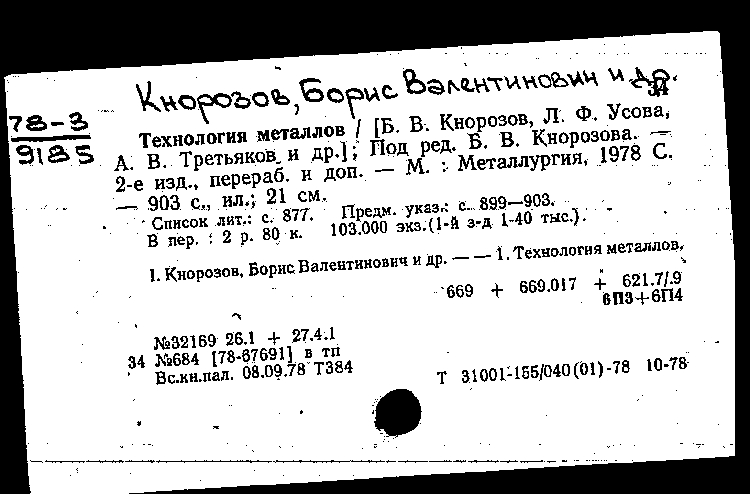 Кнорозов, Борис Валентинович и др.
34
78-3
9185
Технология металлов / [Б. В. Кнорозов, Л. Ф. Усова,
А. В. Третьяков и др.]; Под ред. Б. В. Кнорозова. —
2-е изд., перераб. и доп. — М. : Металлургия, 1978 С.
— 903 с., ил.; 21 см.
Список лит.: с. 877. Предм. указ.: с. 899—903.
В пер. : 2 р. 80 к. 103.000 экз. (1-й з-д 1-40 тыс.).
1. Кнорозов, Борис Валентинович и др. — — 1. Технология металлов.
669 + 669.017 + 621.7/.9
6П3+6П4
№32169 26.1 + 27.4.1
34 №684 [78-67691] в тп
Вс.кн.пал. 08.09.78 Т384
Т 31001-155/040(01)-78 10-78